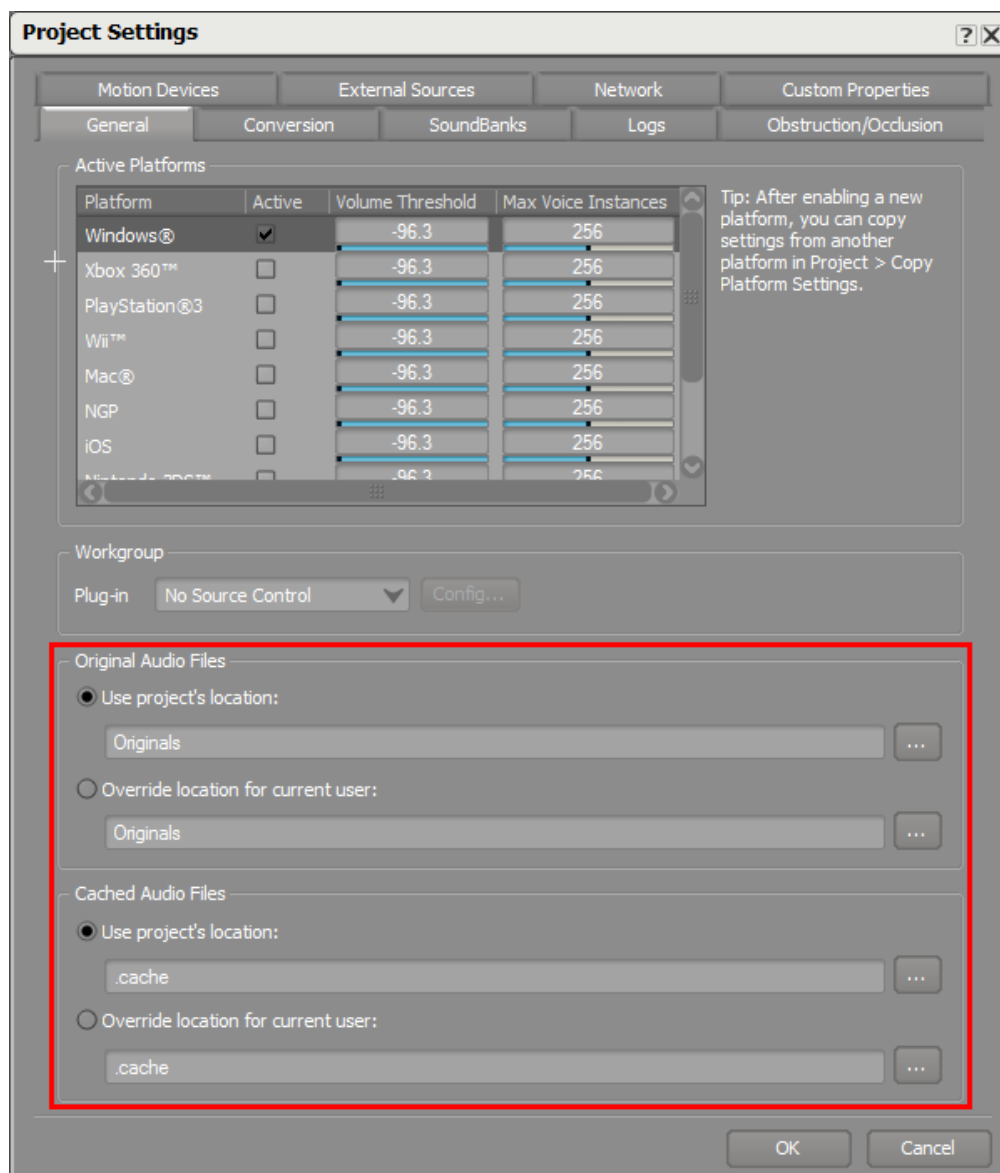 Project Settings
Motion Devices External Sources Network Custom Properties
General Conversion SoundBanks Logs Obstruction/Occlusion
Active Platforms
Platform Active Volume Threshold Max Voice Instances
Windows® -96.3 256
Xbox 360™ -96.3 256
PlayStation®3 -96.3 256
Wii™ -96.3 256
Mac® -96.3 256
NGP -96.3 256
iOS -96.3 256
Nintendo 3DS™ -96.3 256
Tip: After enabling a new
platform, you can copy
settings from another
platform in Project > Copy
Platform Settings.
Workgroup
Plug-in No Source Control Config...
Original Audio Files
Use project's location:
Originals ...
Override location for current user:
Originals ...
Cached Audio Files
Use project's location:
.cache ...
Override location for current user:
.cache ...
OK Cancel